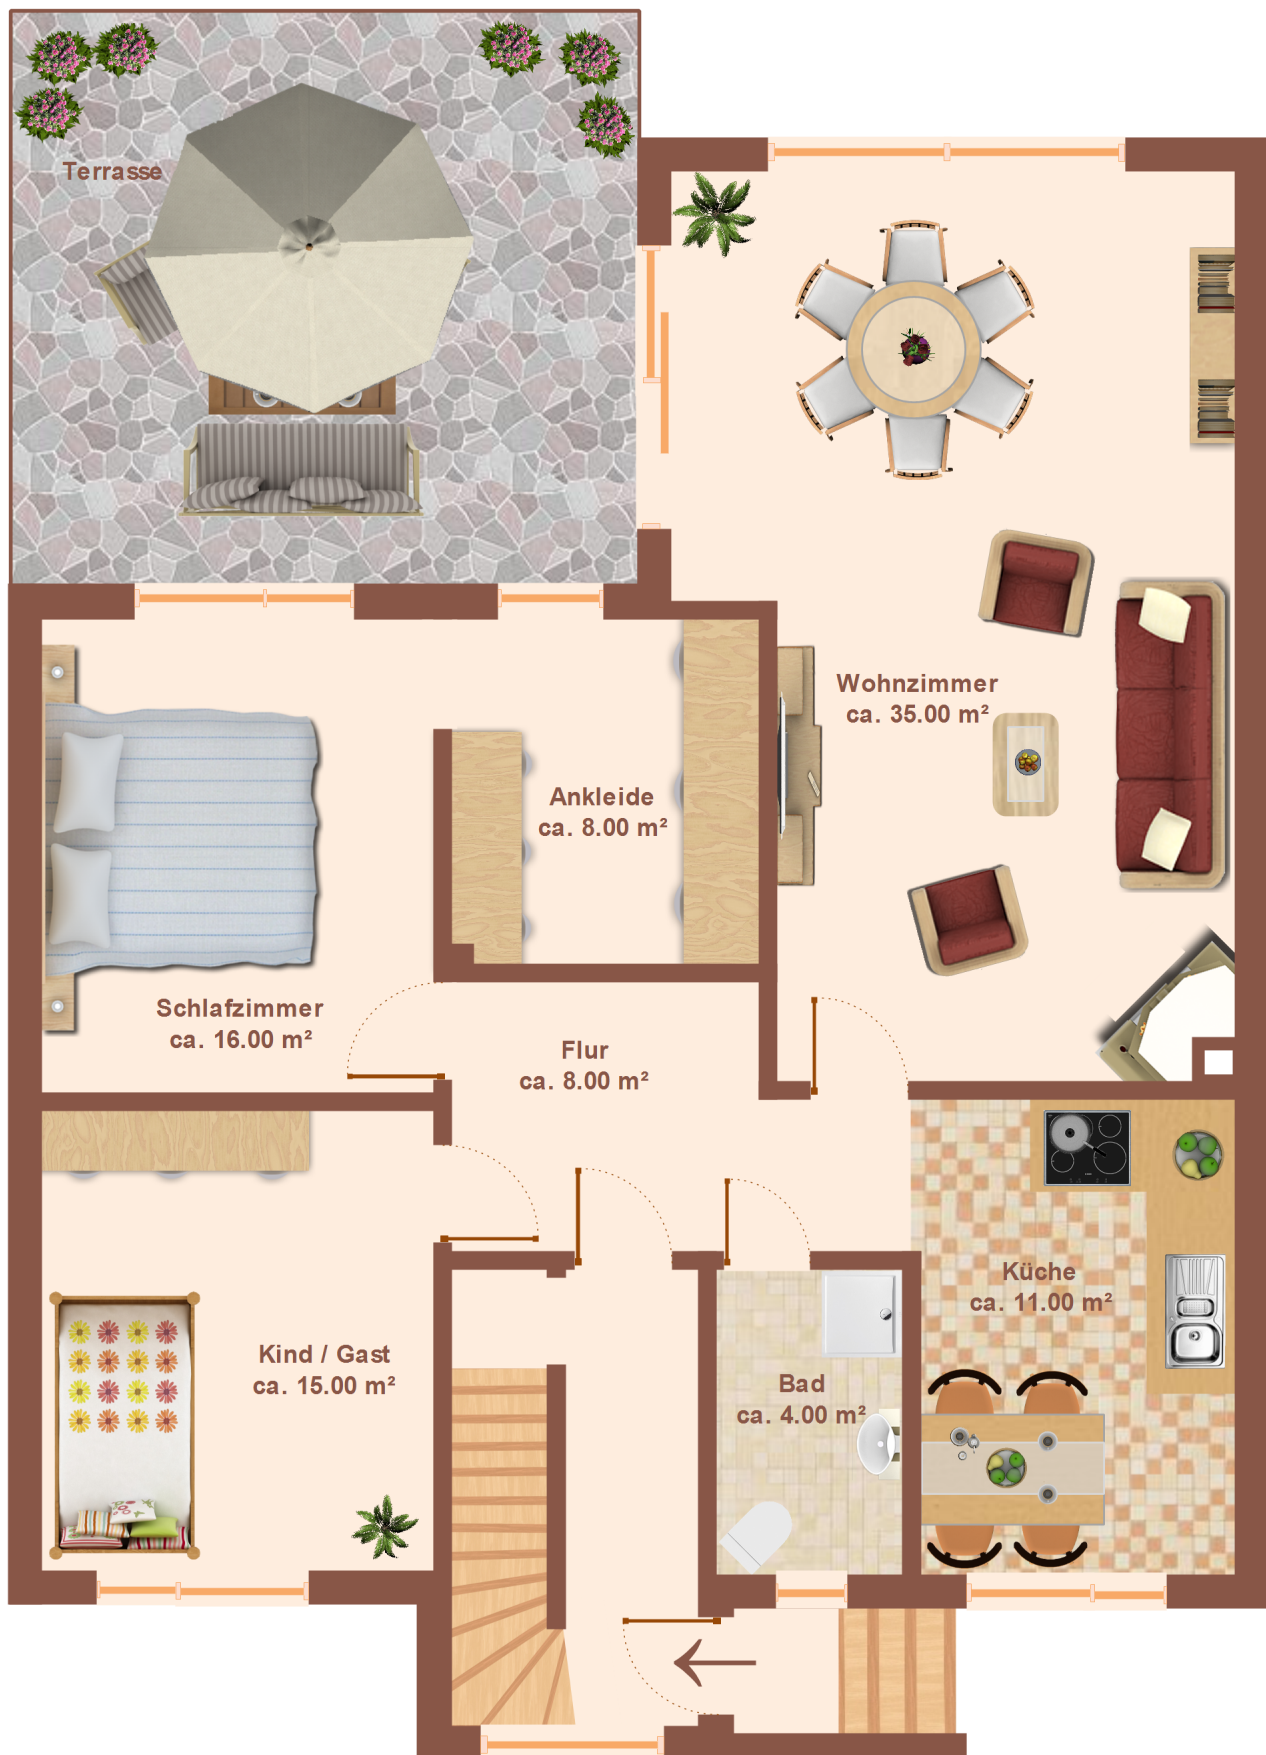 Terrasse
Wohnzimmer
ca. 35.00 m²
Ankleide
ca. 8.00 m²
Schlafzimmer
ca. 16.00 m²
Flur
ca. 8.00 m²
Küche
ca. 11.00 m²
Kind / Gast
ca. 15.00 m²
Bad
ca. 4.00 m²